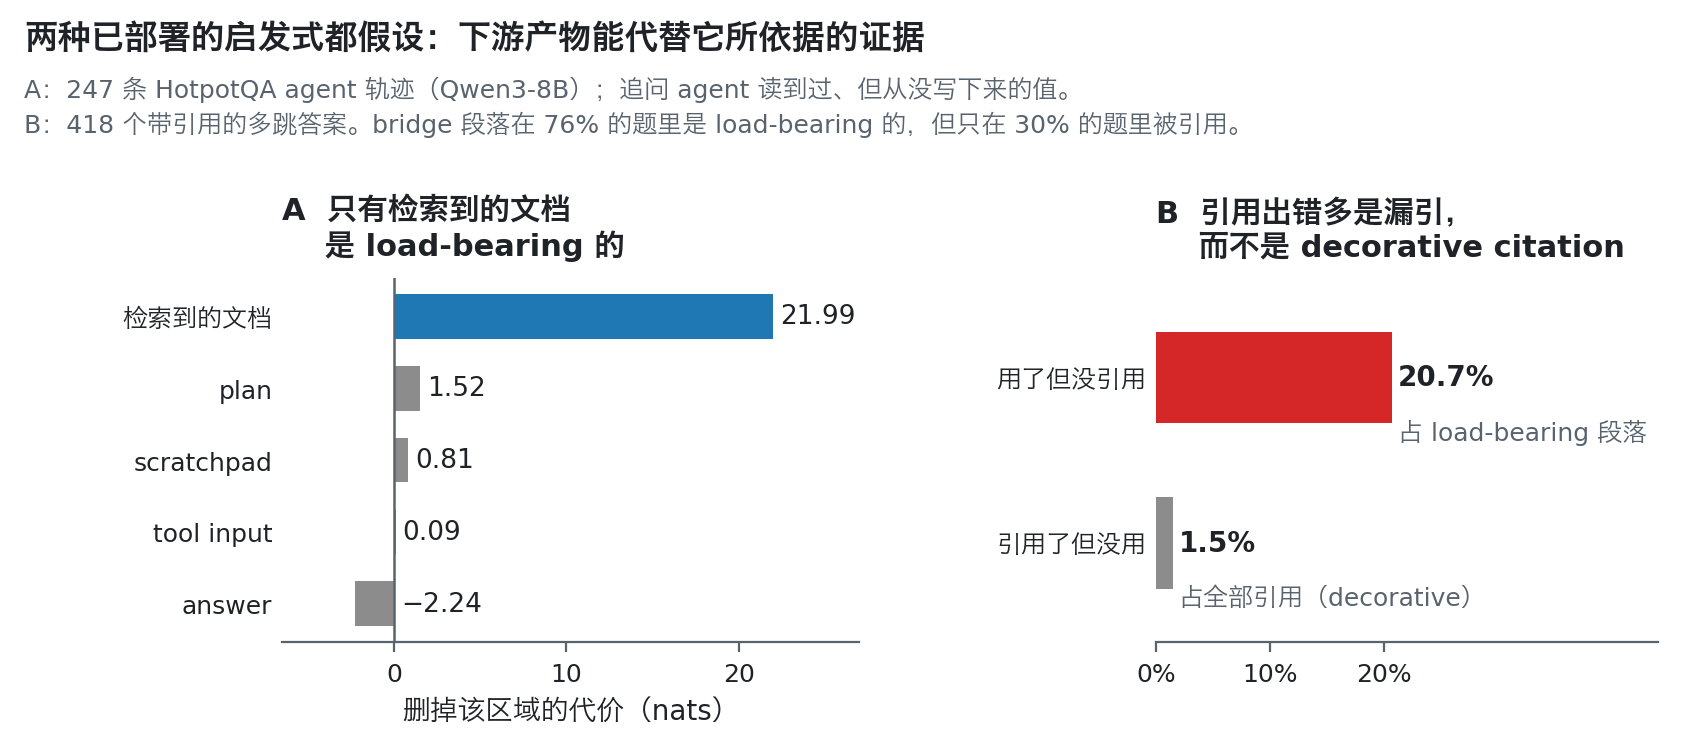 两种已部署的启发式都假设：下游产物能代替它所依据的证据
A：247 条 HotpotQA agent 轨迹（Qwen3-8B）；追问 agent 读到过、但从没写下来的值。
B：418 个带引用的多跳答案。bridge 段落在 76% 的题里是 load-bearing 的，但只在 30% 的题里被引用。
A 只有检索到的文档
是 load-bearing 的
检索到的文档
21.99
plan
1.52
scratchpad
0.81
tool input
0.09
answer
−2.24
0 10 20
删掉该区域的代价（nats）
B 引用出错多是漏引，
而不是 decorative citation
用了但没引用
20.7%
占 load-bearing 段落
引用了但没用
1.5%
占全部引用（decorative）
0% 10% 20%